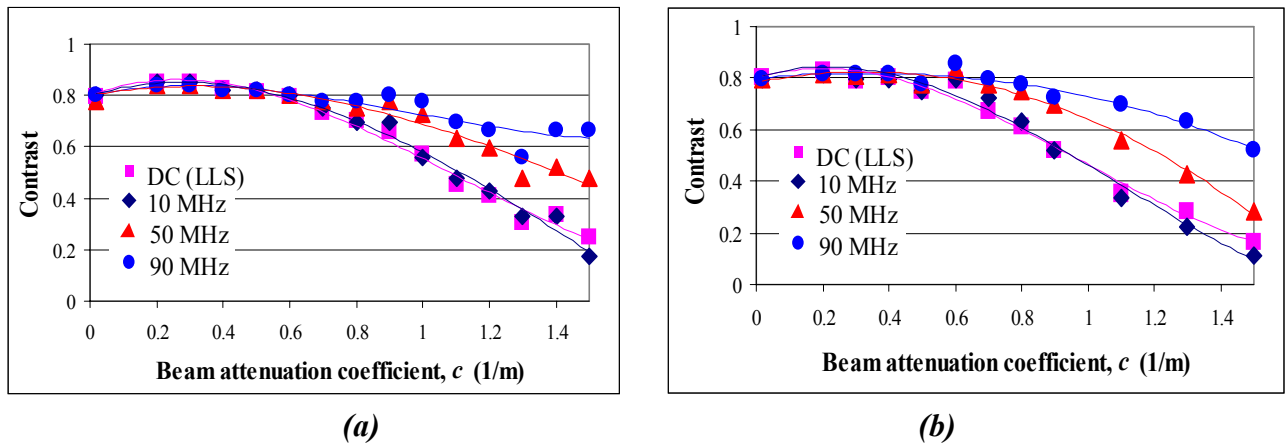 1
0.8
0.6
0.4
0.2
0
Contrast
DC (LLS)
10 MHz
50 MHz
90 MHz
0 0.2 0.4 0.6 0.8 1 1.2 1.4
Beam attenuation coefficient, c (1/m)
(a)
1
0.8
0.6
0.4
0.2
0
Contrast
DC (LLS)
10 MHz
50 MHz
90 MHz
0 0.2 0.4 0.6 0.8 1 1.2 1.4
Beam attenuation coefficient, c (1/m)
(b)